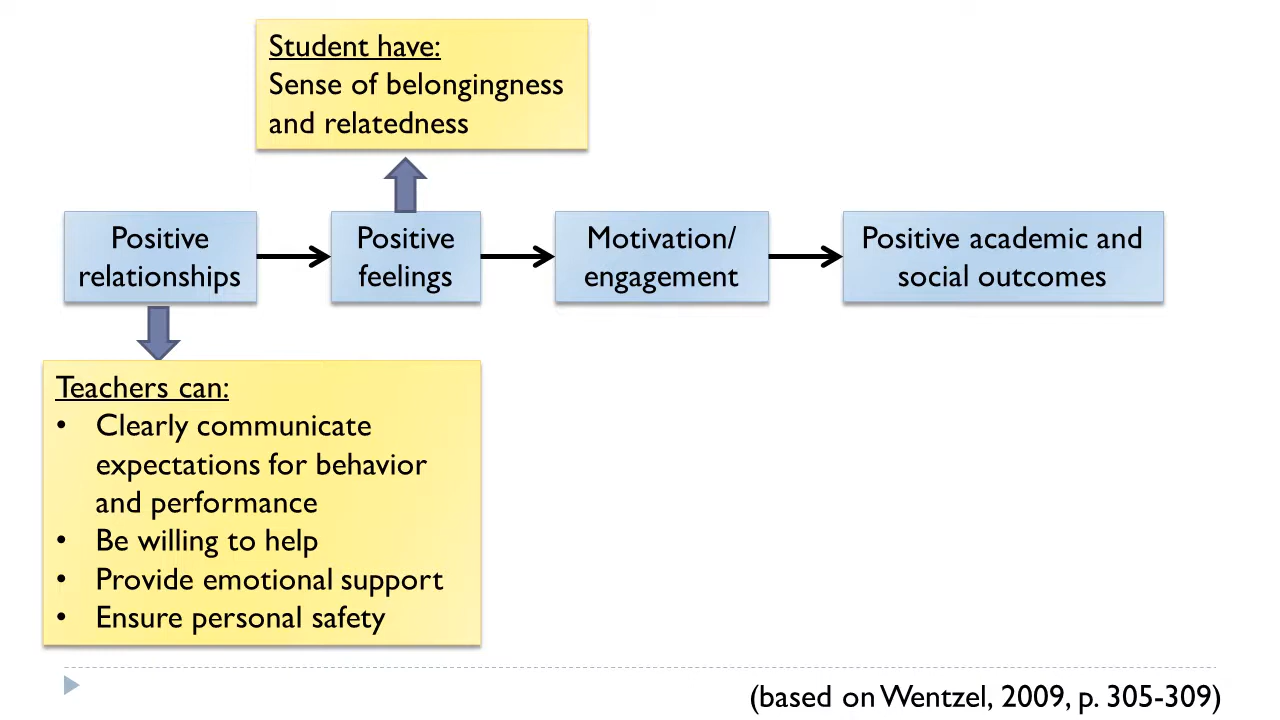 Student have:
Sense of belongingness
and relatedness
Positive
relationships
Positive
feelings
Motivation/
engagement
Positive academic and
social outcomes
Teachers can:
• Clearly communicate
expectations for behavior
and performance
• Be willing to help
• Provide emotional support
• Ensure personal safety
(based on Wentzel, 2009, p. 305-309)